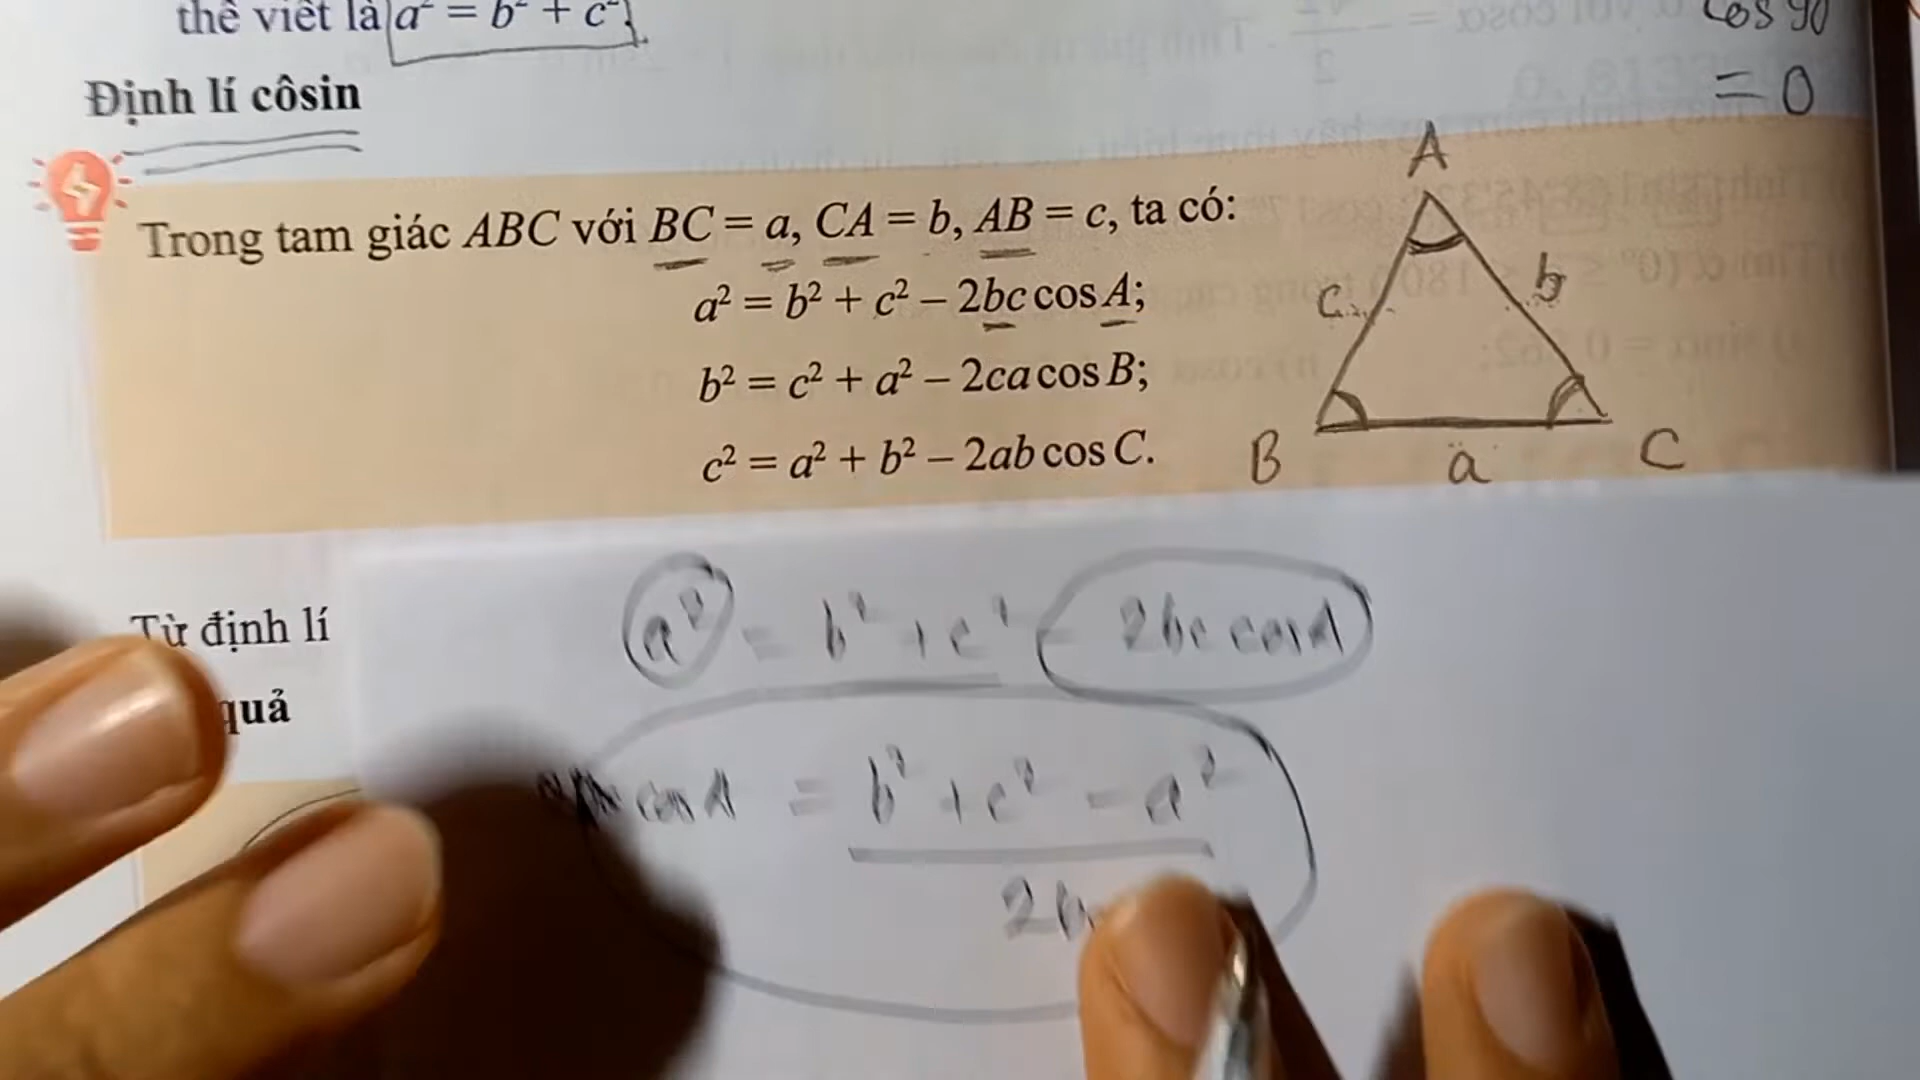 thể viết là a² = b² + c².
cos 90
= 0
Định lí côsin
Trong tam giác ABC với BC = a, CA = b, AB = c, ta có:
a² = b² + c² – 2bc cos A;
b² = c² + a² – 2ca cos B;
c² = a² + b² – 2ab cos C.
A
c
b
B
a
C
Từ định lí
quả
a² = b² + c² - 2bc cosA
cosA = b² + c² - a²
2b